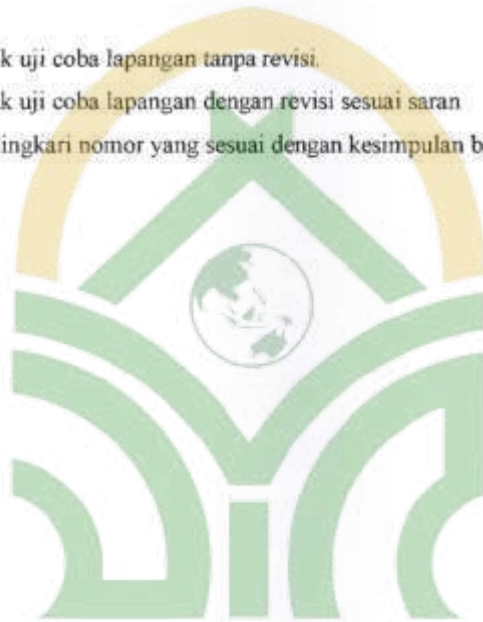 k uji coba lapangan tanpa revisi.
k uji coba lapangan dengan revisi sesuai saran
ingkari nomor yang sesuai dengan kesimpulan b